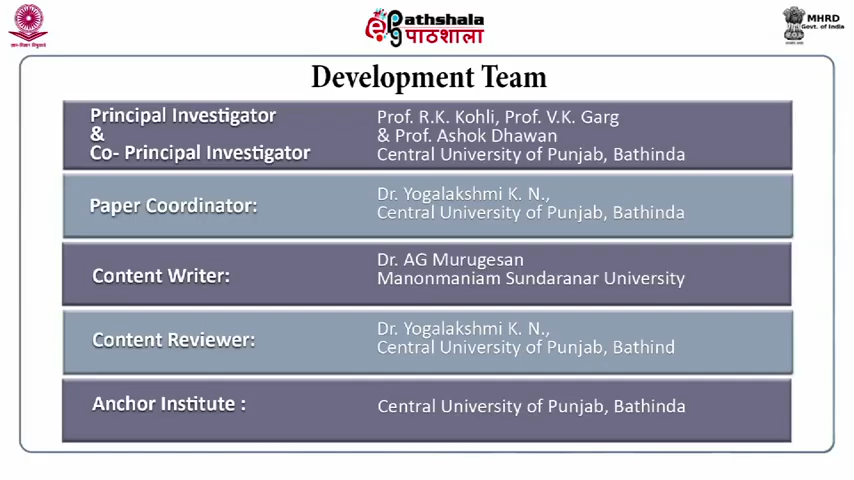 ePathshala
पाठशाला
MHRD
Govt. of India
Development Team
Principal Investigator
&
Co- Principal Investigator
Prof. R.K. Kohli, Prof. V.K. Garg
& Prof. Ashok Dhawan
Central University of Punjab, Bathinda
Paper Coordinator:
Dr. Yogalakshmi K. N.,
Central University of Punjab, Bathinda
Content Writer:
Dr. AG Murugesan
Manonmaniam Sundaranar University
Content Reviewer:
Dr. Yogalakshmi K. N.,
Central University of Punjab, Bathind
Anchor Institute :
Central University of Punjab, Bathinda